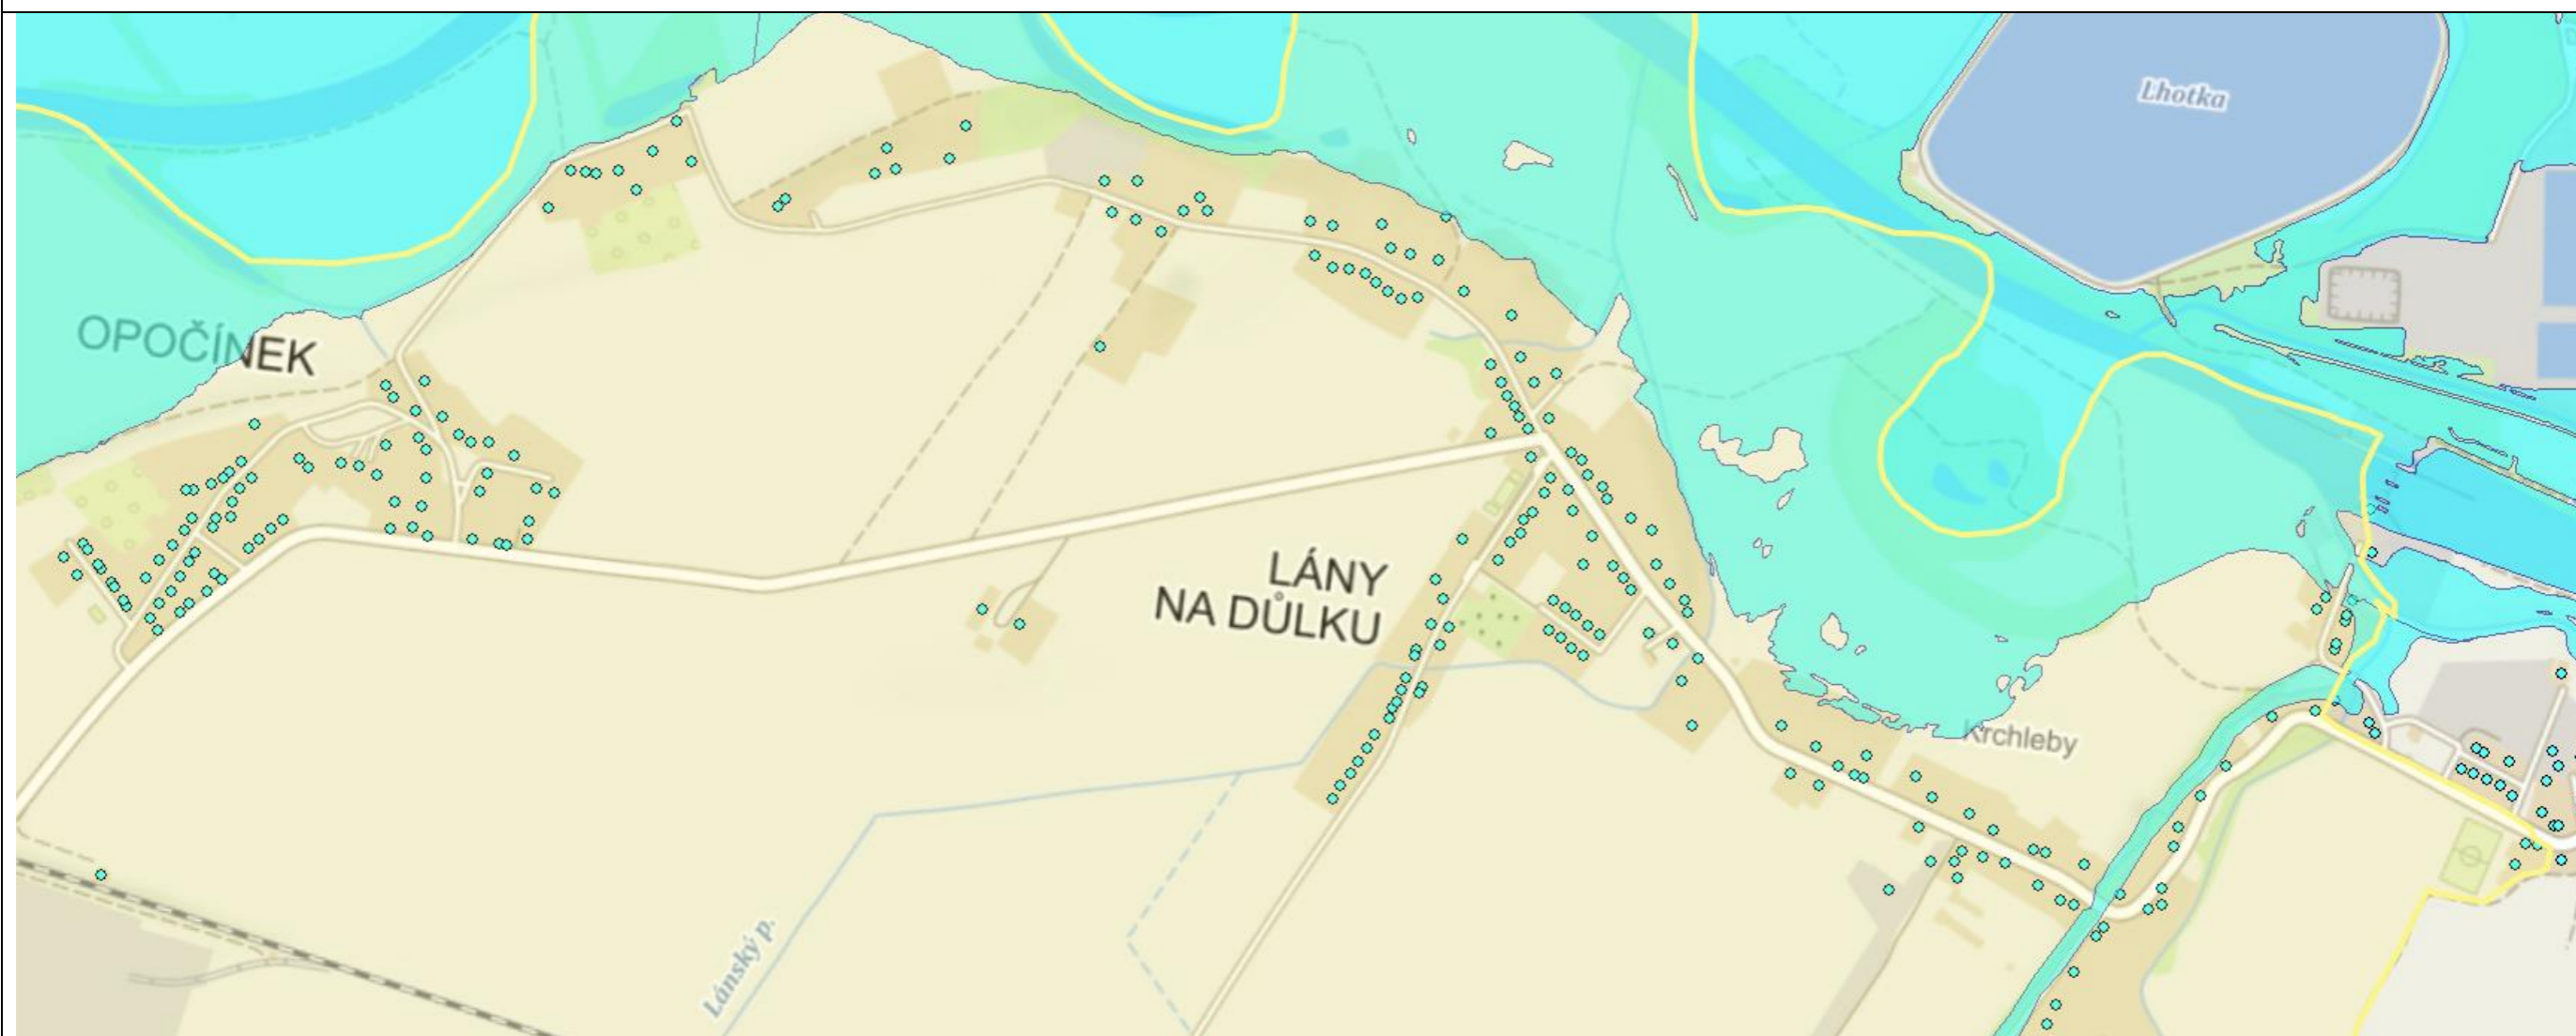 Lhotka
OPOČÍNEK
LÁNY
NA DŮLKU
Krchleby
Lánský p.